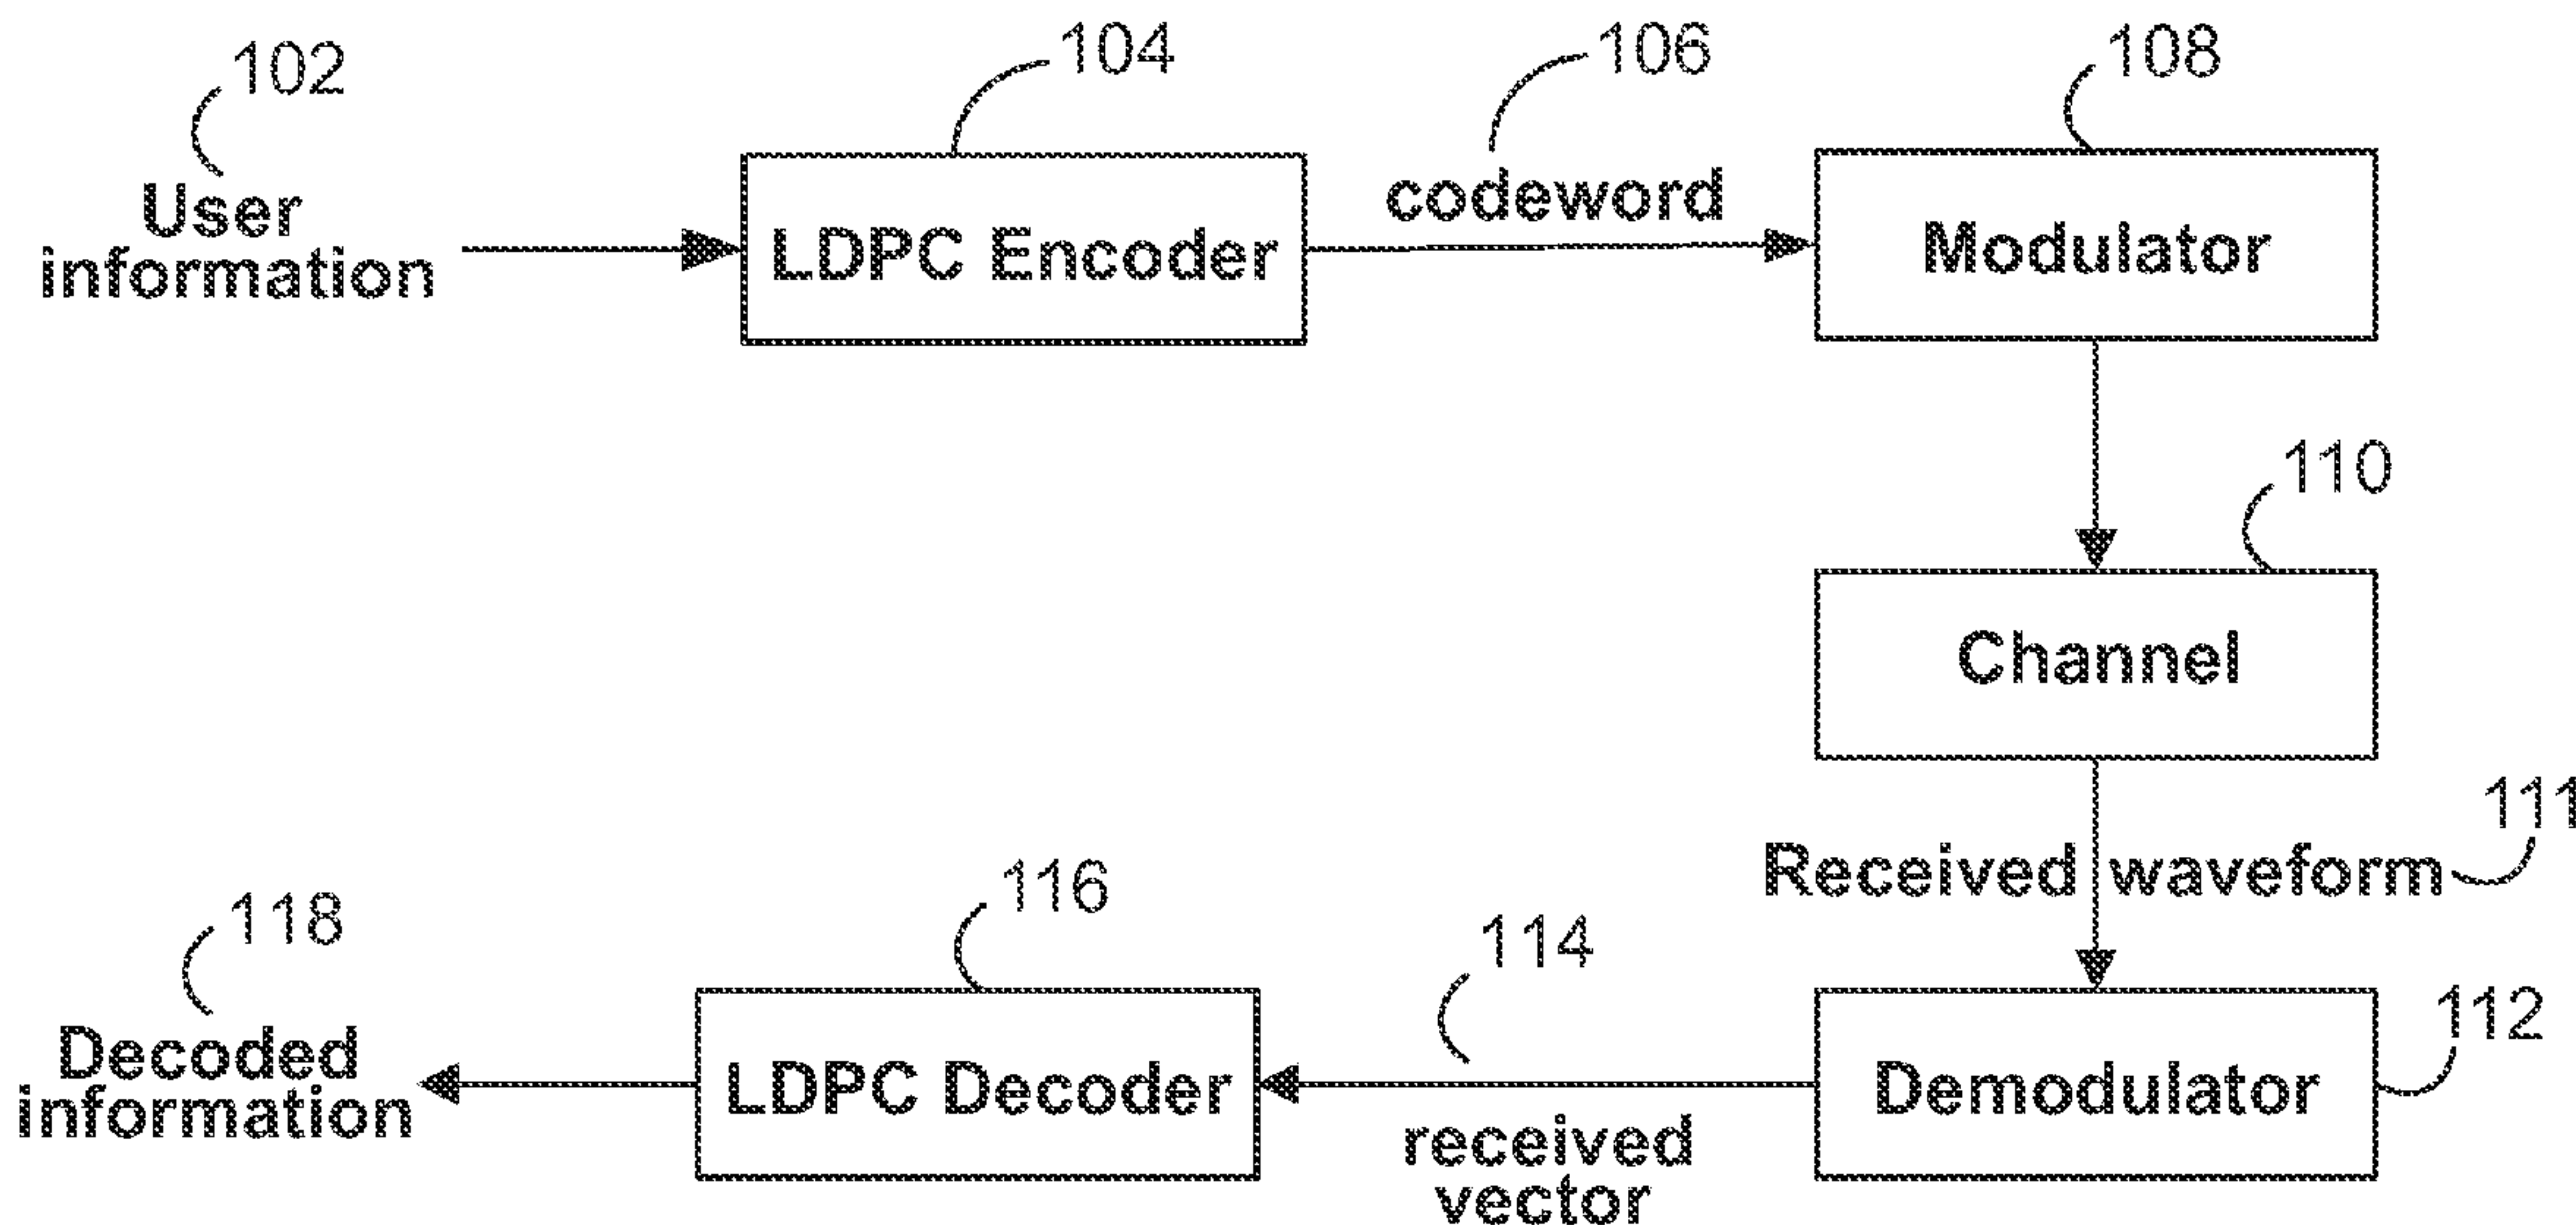 102
104
106
108
User
information
LDPC Encoder
codeword
Modulator
110
Channel
111
Received waveform
112
Demodulator
114
received
vector
116
LDPC Decoder
118
Decoded
information